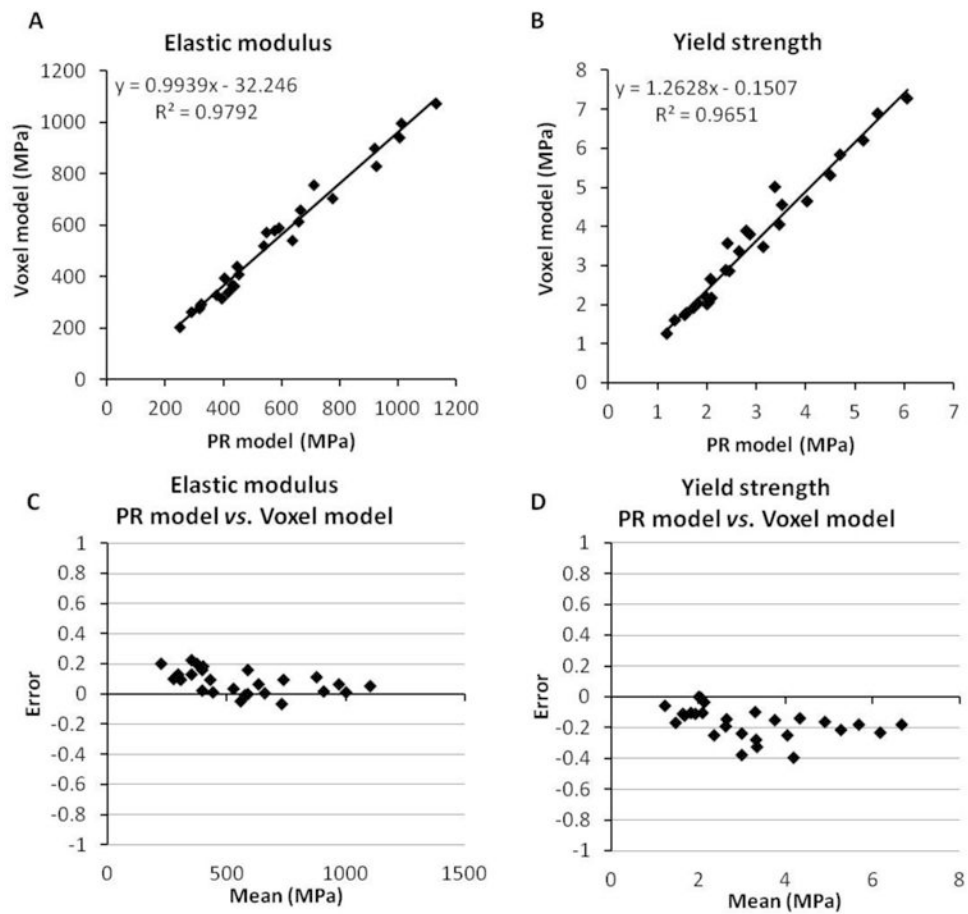 A
Elastic modulus
y = 0.9939x - 32.246
R² = 0.9792
1200
1000
800
600
400
200
0
Voxel model (MPa)
0 200 400 600 800 1000 1200
PR model (MPa)
B
Yield strength
y = 1.2628x - 0.1507
R² = 0.9651
8
7
6
5
4
3
2
1
0
Voxel model (MPa)
0 1 2 3 4 5 6 7
PR model (MPa)
C
Elastic modulus
PR model vs. Voxel model
1
0.8
0.6
0.4
0.2
0
-0.2
-0.4
-0.6
-0.8
-1
Error
0 500 1000 1500
Mean (MPa)
D
Yield strength
PR model vs. Voxel model
1
0.8
0.6
0.4
0.2
0
-0.2
-0.4
-0.6
-0.8
-1
Error
0 2 4 6 8
Mean (MPa)